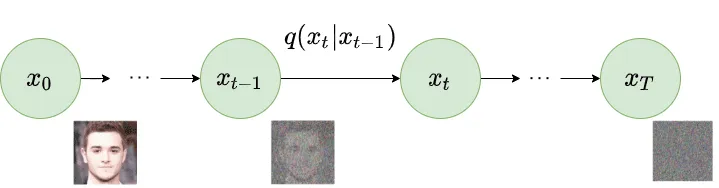 q(x_t|x_{t-1})
x_0 ... x_{t-1} x_t ... x_T